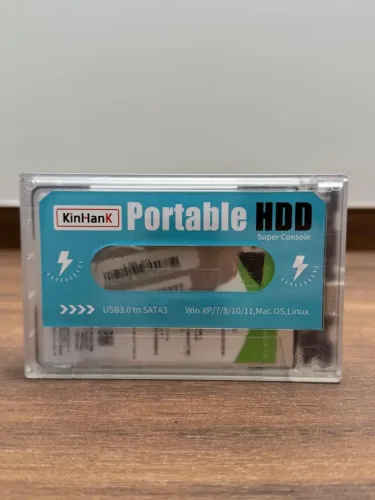 KinHanK
Portable HDD
Super Console
>>>> USB3.0 to SATA3
Win XP/7/8/10/11,Mac OS,Linux